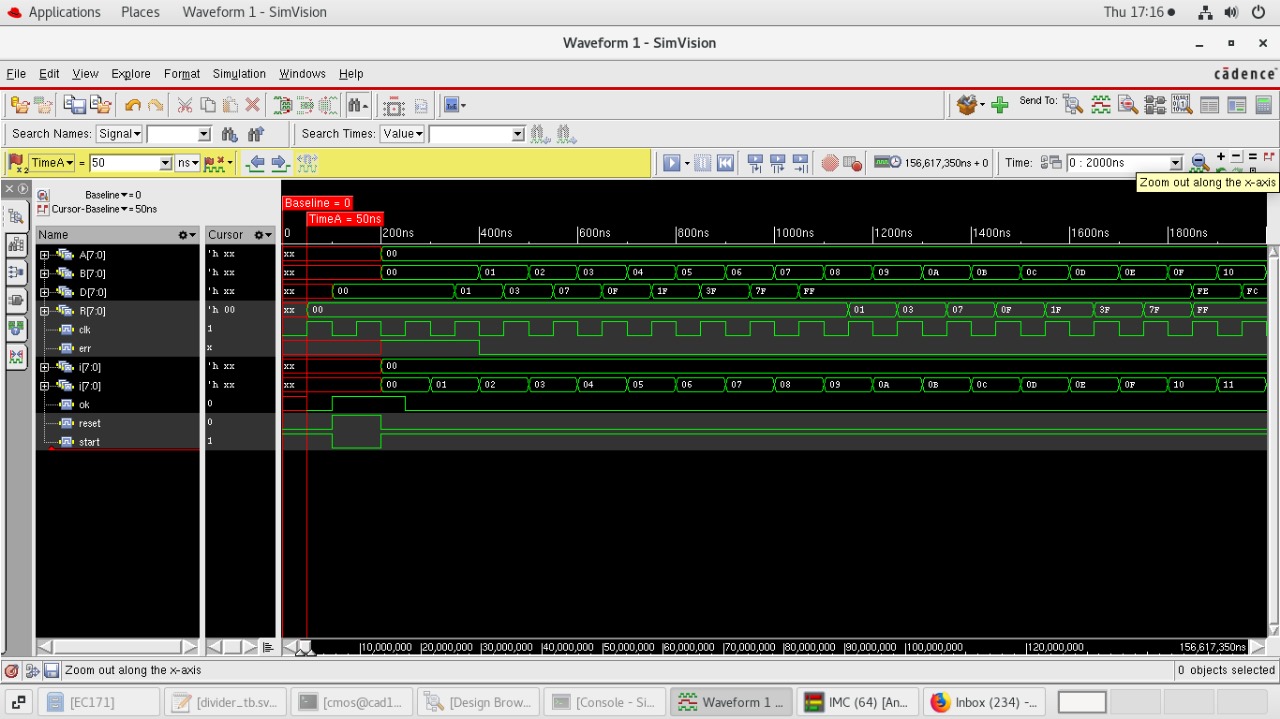 Applications Places Waveform 1 - SimVision Thu 17:16
Waveform 1 - SimVision
File Edit View Explore Format Simulation Windows Help cādence
Send To:
Search Names: Signal Search Times: Value
x2 TimeA = 50 ns 156,617,350ns + 0 Time: 0 : 2000ns
Zoom out along the x-axis
Baseline = 0
Cursor-Baseline = 50ns
Baseline = 0
TimeA = 50ns
Name Cursor 0 200ns 400ns 600ns 800ns 1000ns 1200ns 1400ns 1600ns 1800ns
A[7:0] 'h xx xx 00
B[7:0] 'h xx xx 00 01 02 03 04 05 06 07 08 09 0A 0B 0C 0D 0E 0F 10
D[7:0] 'h xx xx 00 01 03 07 0F 1F 3F 7F FF FE FC
R[7:0] 'h 00 xx 00 01 03 07 0F 1F 3F 7F FF
clk 1
err x
i[7:0] 'h xx xx 00
i[7:0] 'h xx xx 00 01 02 03 04 05 06 07 08 09 0A 0B 0C 0D 0E 0F 10 11
ok 0
reset 0
start 1
10,000,000 20,000,000 30,000,000 40,000,000 50,000,000 60,000,000 70,000,000 80,000,000 90,000,000 100,000,000 120,000,000 156,617,350ns
Zoom out along the x-axis 0 objects selected
[EC171] [divider_tb.sv... [cmos@cad1... [Design Brow... [Console - Si... Waveform 1 ... IMC (64) [An... Inbox (234) -...